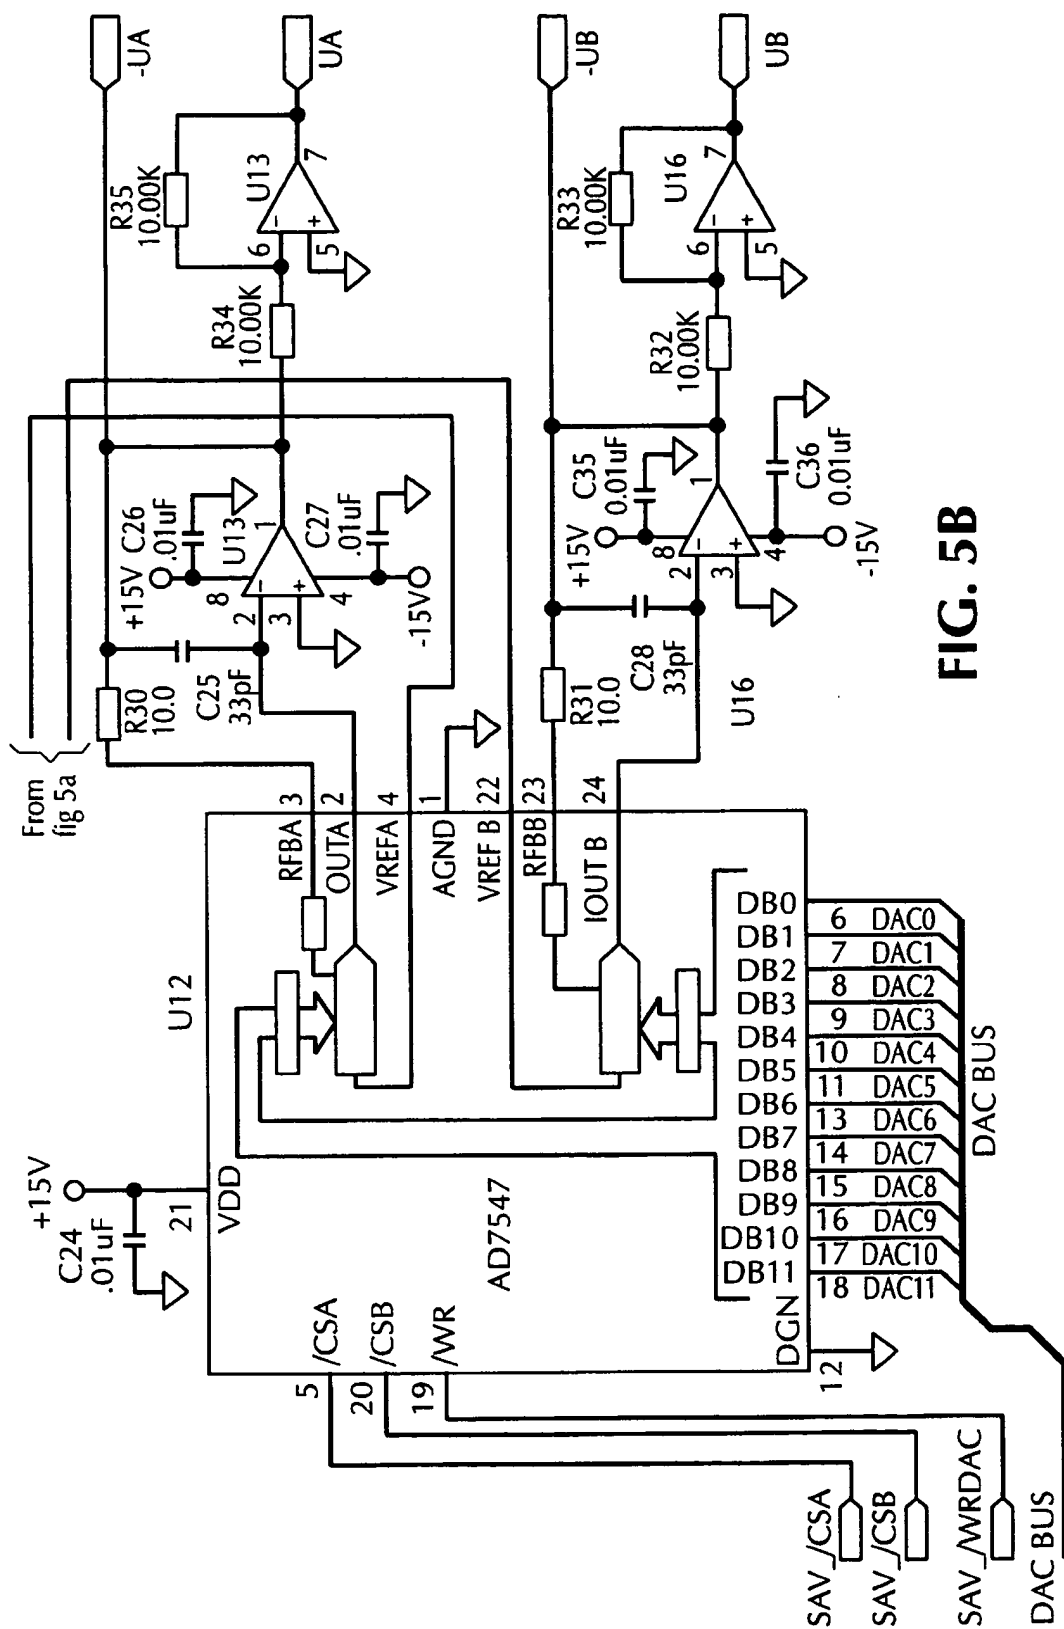 -UA
UA
-UB
UB
From
fig 5a
R30
10.0
C25
33pF
+15V
C26
.01uF
U13
8
2
3
4
1
-
+
C27
.01uF
-15V
R34
10.00K
R35
10.00K
U13
6
5
7
-
+
R31
10.0
C28
33pF
U16
+15V
C35
0.01uF
8
2
3
4
1
-
+
C36
0.01uF
-15V
R32
10.00K
R33
10.00K
U16
6
5
7
-
+
+15V
C24
.01uF
21
VDD
U12
AD7547
RFBA 3
OUTA 2
VREFA 4
AGND 1
VREF B 22
RFBB 23
IOUT B 24
5 /CSA
20 /CSB
19 /WR
DB0 6 DAC0
DB1 7 DAC1
DB2 8 DAC2
DB3 9 DAC3
DB4 10 DAC4
DB5 11 DAC5
DB6 13 DAC6
DB7 14 DAC7
DB8 15 DAC8
DB9 16 DAC9
DB10 17 DAC10
DB11 18 DAC11
DGN 12
DAC BUS
SAV_/CSA
SAV_/CSB
SAV_/WRDAC
DAC BUS
FIG. 5B